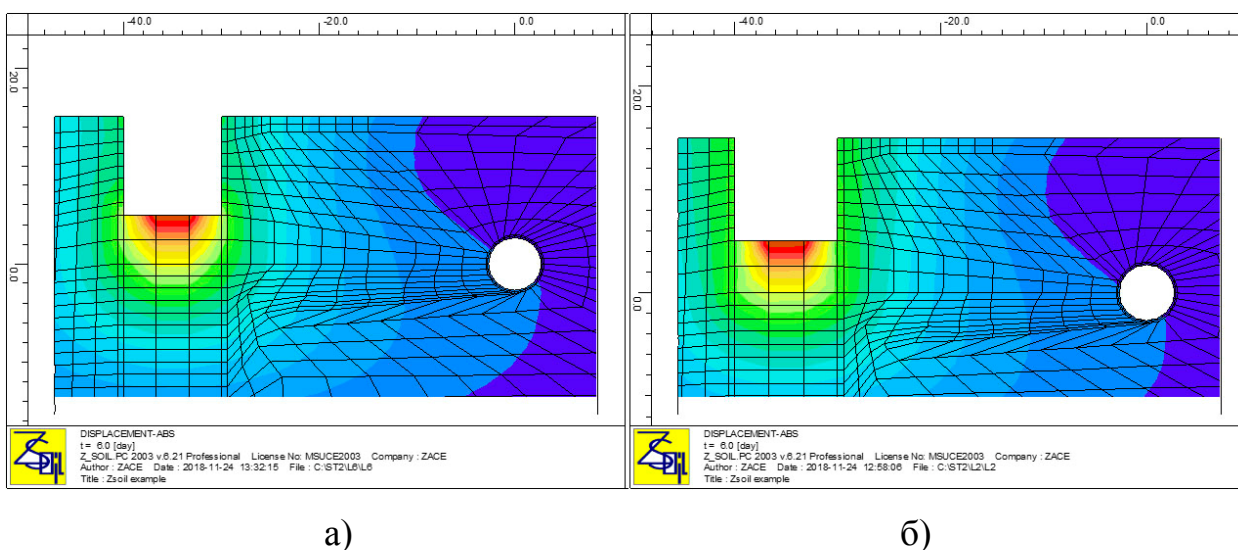 -40.0 -20.0 0.0
20.0
0.0
DISPLACEMENT-ABS
t = 6.0 [day]
Z_SOIL.PC 2003 v.6.21 Professional License No: MSUCE2003 Company : ZACE
Author : ZACE Date : 2018-11-24 13:32:15 File : C:\ST2\L6\L6
Title : Zsoil example
а)
-40.0 -20.0 0.0
20.0
0.0
DISPLACEMENT-ABS
t = 6.0 [day]
Z_SOIL.PC 2003 v.6.21 Professional License No: MSUCE2003 Company : ZACE
Author : ZACE Date : 2018-11-24 12:58:06 File : C:\ST2\L2\L2
Title : Zsoil example
б)